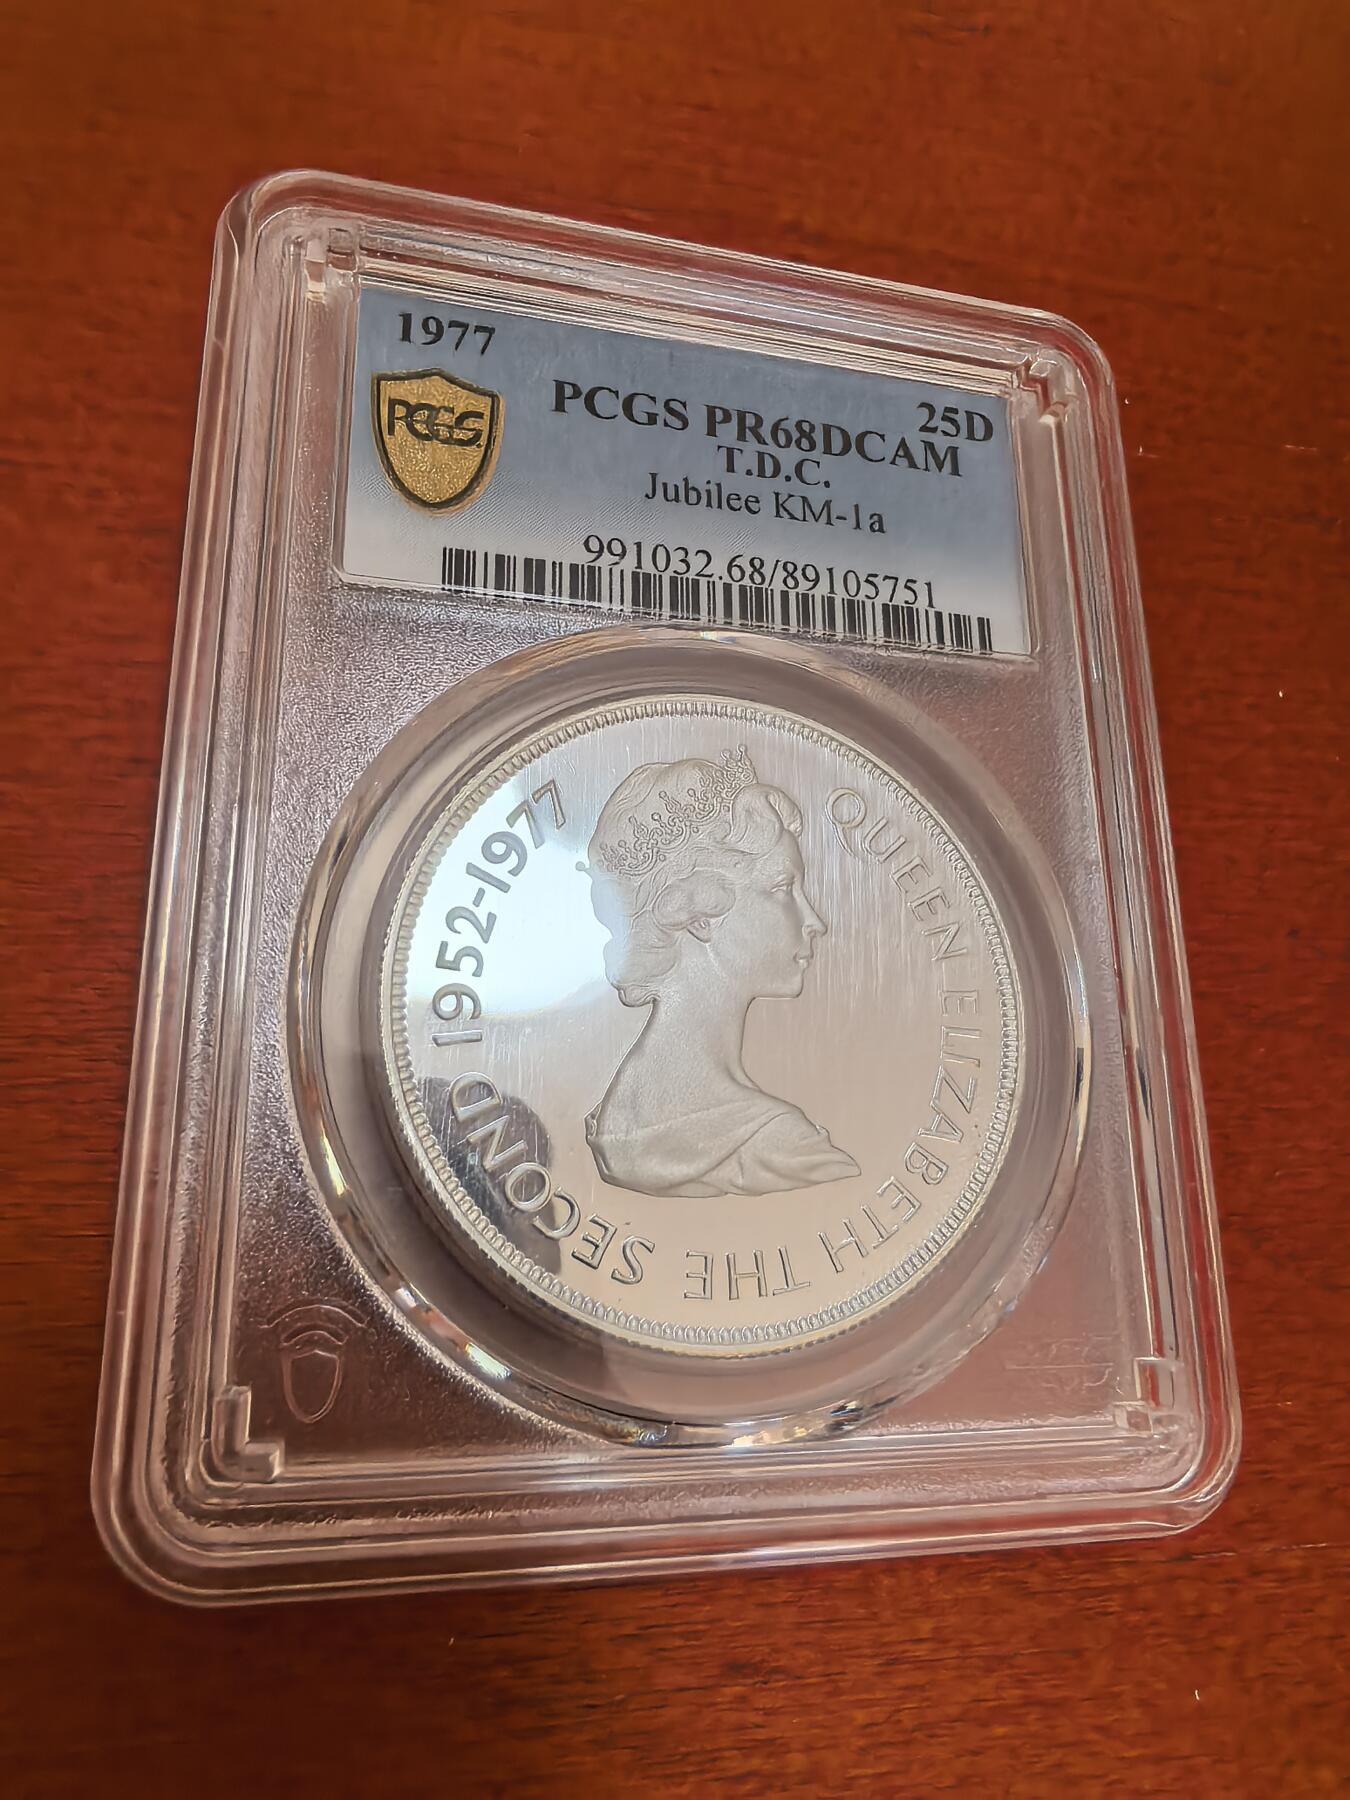 1977
PCGS
25D
PCGS PR68DCAM
T.D.C.
Jubilee KM-1a
991032.68/89105751
QUEEN ELIZABETH THE SECOND 1952-1977